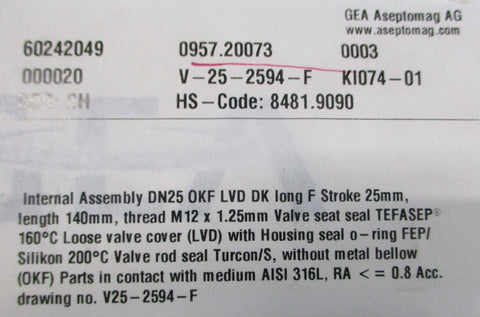 GEA Aseptomag AG
www.aseptomag.com
60242049 0957.20073 0003
000020 V-25-2594-F KI074-01
CH HS-Code: 8481.9090
Internal Assembly DN25 OKF LVD DK long F Stroke 25mm,
length 140mm, thread M12 x 1.25mm Valve seat seal TEFASEP®
160°C Loose valve cover (LVD) with Housing seal o-ring FEP/
Silikon 200°C Valve rod seal Turcon/S, without metal bellow
(OKF) Parts in contact with medium AISI 316L, RA < = 0.8 Acc.
drawing no. V25-2594-F